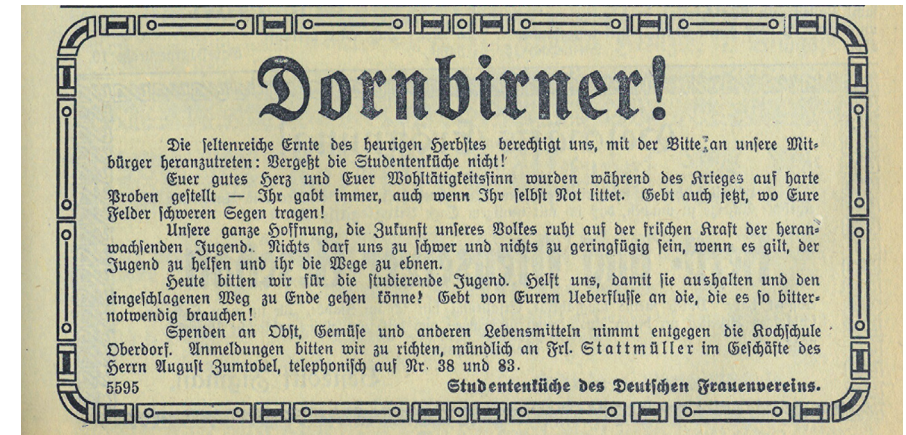 Dornbirner!
Die seltenreiche Ernte des heurigen Herbstes berechtigt uns, mit der Bitte an unsere Mit-
bürger heranzutreten: Vergeßt die Studentenküche nicht!
Euer gutes Herz und Euer Wohltätigkeitssinn wurden während des Krieges auf harte
Proben gestellt — Ihr gabt immer, auch wenn Ihr selbst Not littet. Gebt auch jetzt, wo Eure
Felder schweren Segen tragen!
Unsere ganze Hoffnung, die Zukunft unseres Volkes ruht auf der frischen Kraft der heran-
wachsenden Jugend. Nichts darf uns zu schwer und nichts zu geringfügig sein, wenn es gilt, der
Jugend zu helfen und ihr die Wege zu ebnen.
Heute bitten wir für die studierende Jugend. Helft uns, damit sie aushalten und den
eingeschlagenen Weg zu Ende gehen könne! Gebt von Eurem Ueberflusse an die, die es so bitter-
notwendig brauchen!
Spenden an Obst, Gemüse und anderen Lebensmitteln nimmt entgegen die Kochschule
Oberdorf. Anmeldungen bitten wir zu richten, mündlich an Frl. Stattmüller im Geschäfte des
Herrn August Zumtobel, telephonisch auf Nr. 38 und 83.
5595 Studentenküche des Deutschen Frauenvereins.